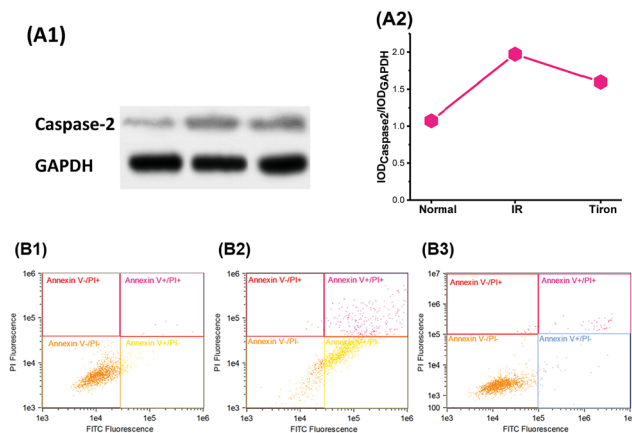 (A1)
Caspase-2
GAPDH
(A2)
IODCaspase2/IODGAPDH
2.0
1.5
1.0
0.5
0.0
Normal IR Tiron
(B1)
Annexin V-/PI+ Annexin V+/PI+
Annexin V-/PI- Annexin V+/PI-
PI Fluorescence
1e6
1e5
1e4
1e3
1e3 1e4 1e5 1e6
FITC Fluorescence
(B2)
Annexin V-/PI+ Annexin V+/PI+
Annexin V-/PI- Annexin V+/PI-
PI Fluorescence
1e6
1e5
1e4
1e3
1e3 1e4 1e5 1e6
FITC Fluorescence
(B3)
Annexin V-/PI+ Annexin V+/PI+
Annexin V-/PI- Annexin V+/PI-
PI Fluorescence
1e7
1e6
1e5
1e4
1e3
100
1e3 1e4 1e5 1e6
FITC Fluorescence